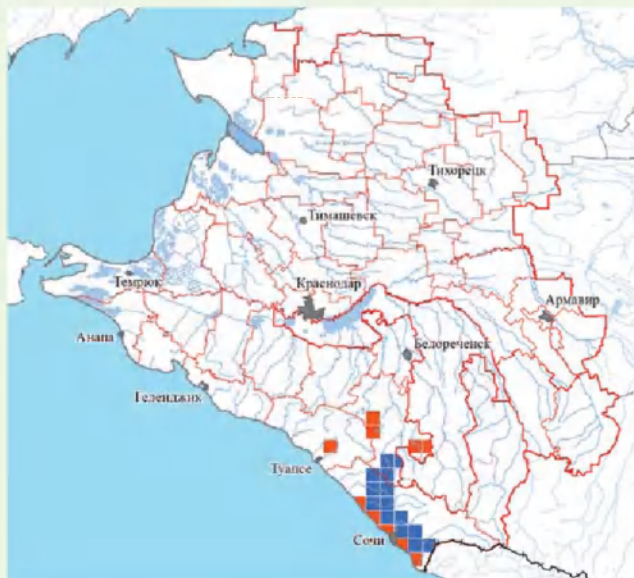 Тихорецк
Тимашевск
Темрюк
Краснодар
Армавир
Анапа
Белореченск
Геленджик
Туапсе
Сочи